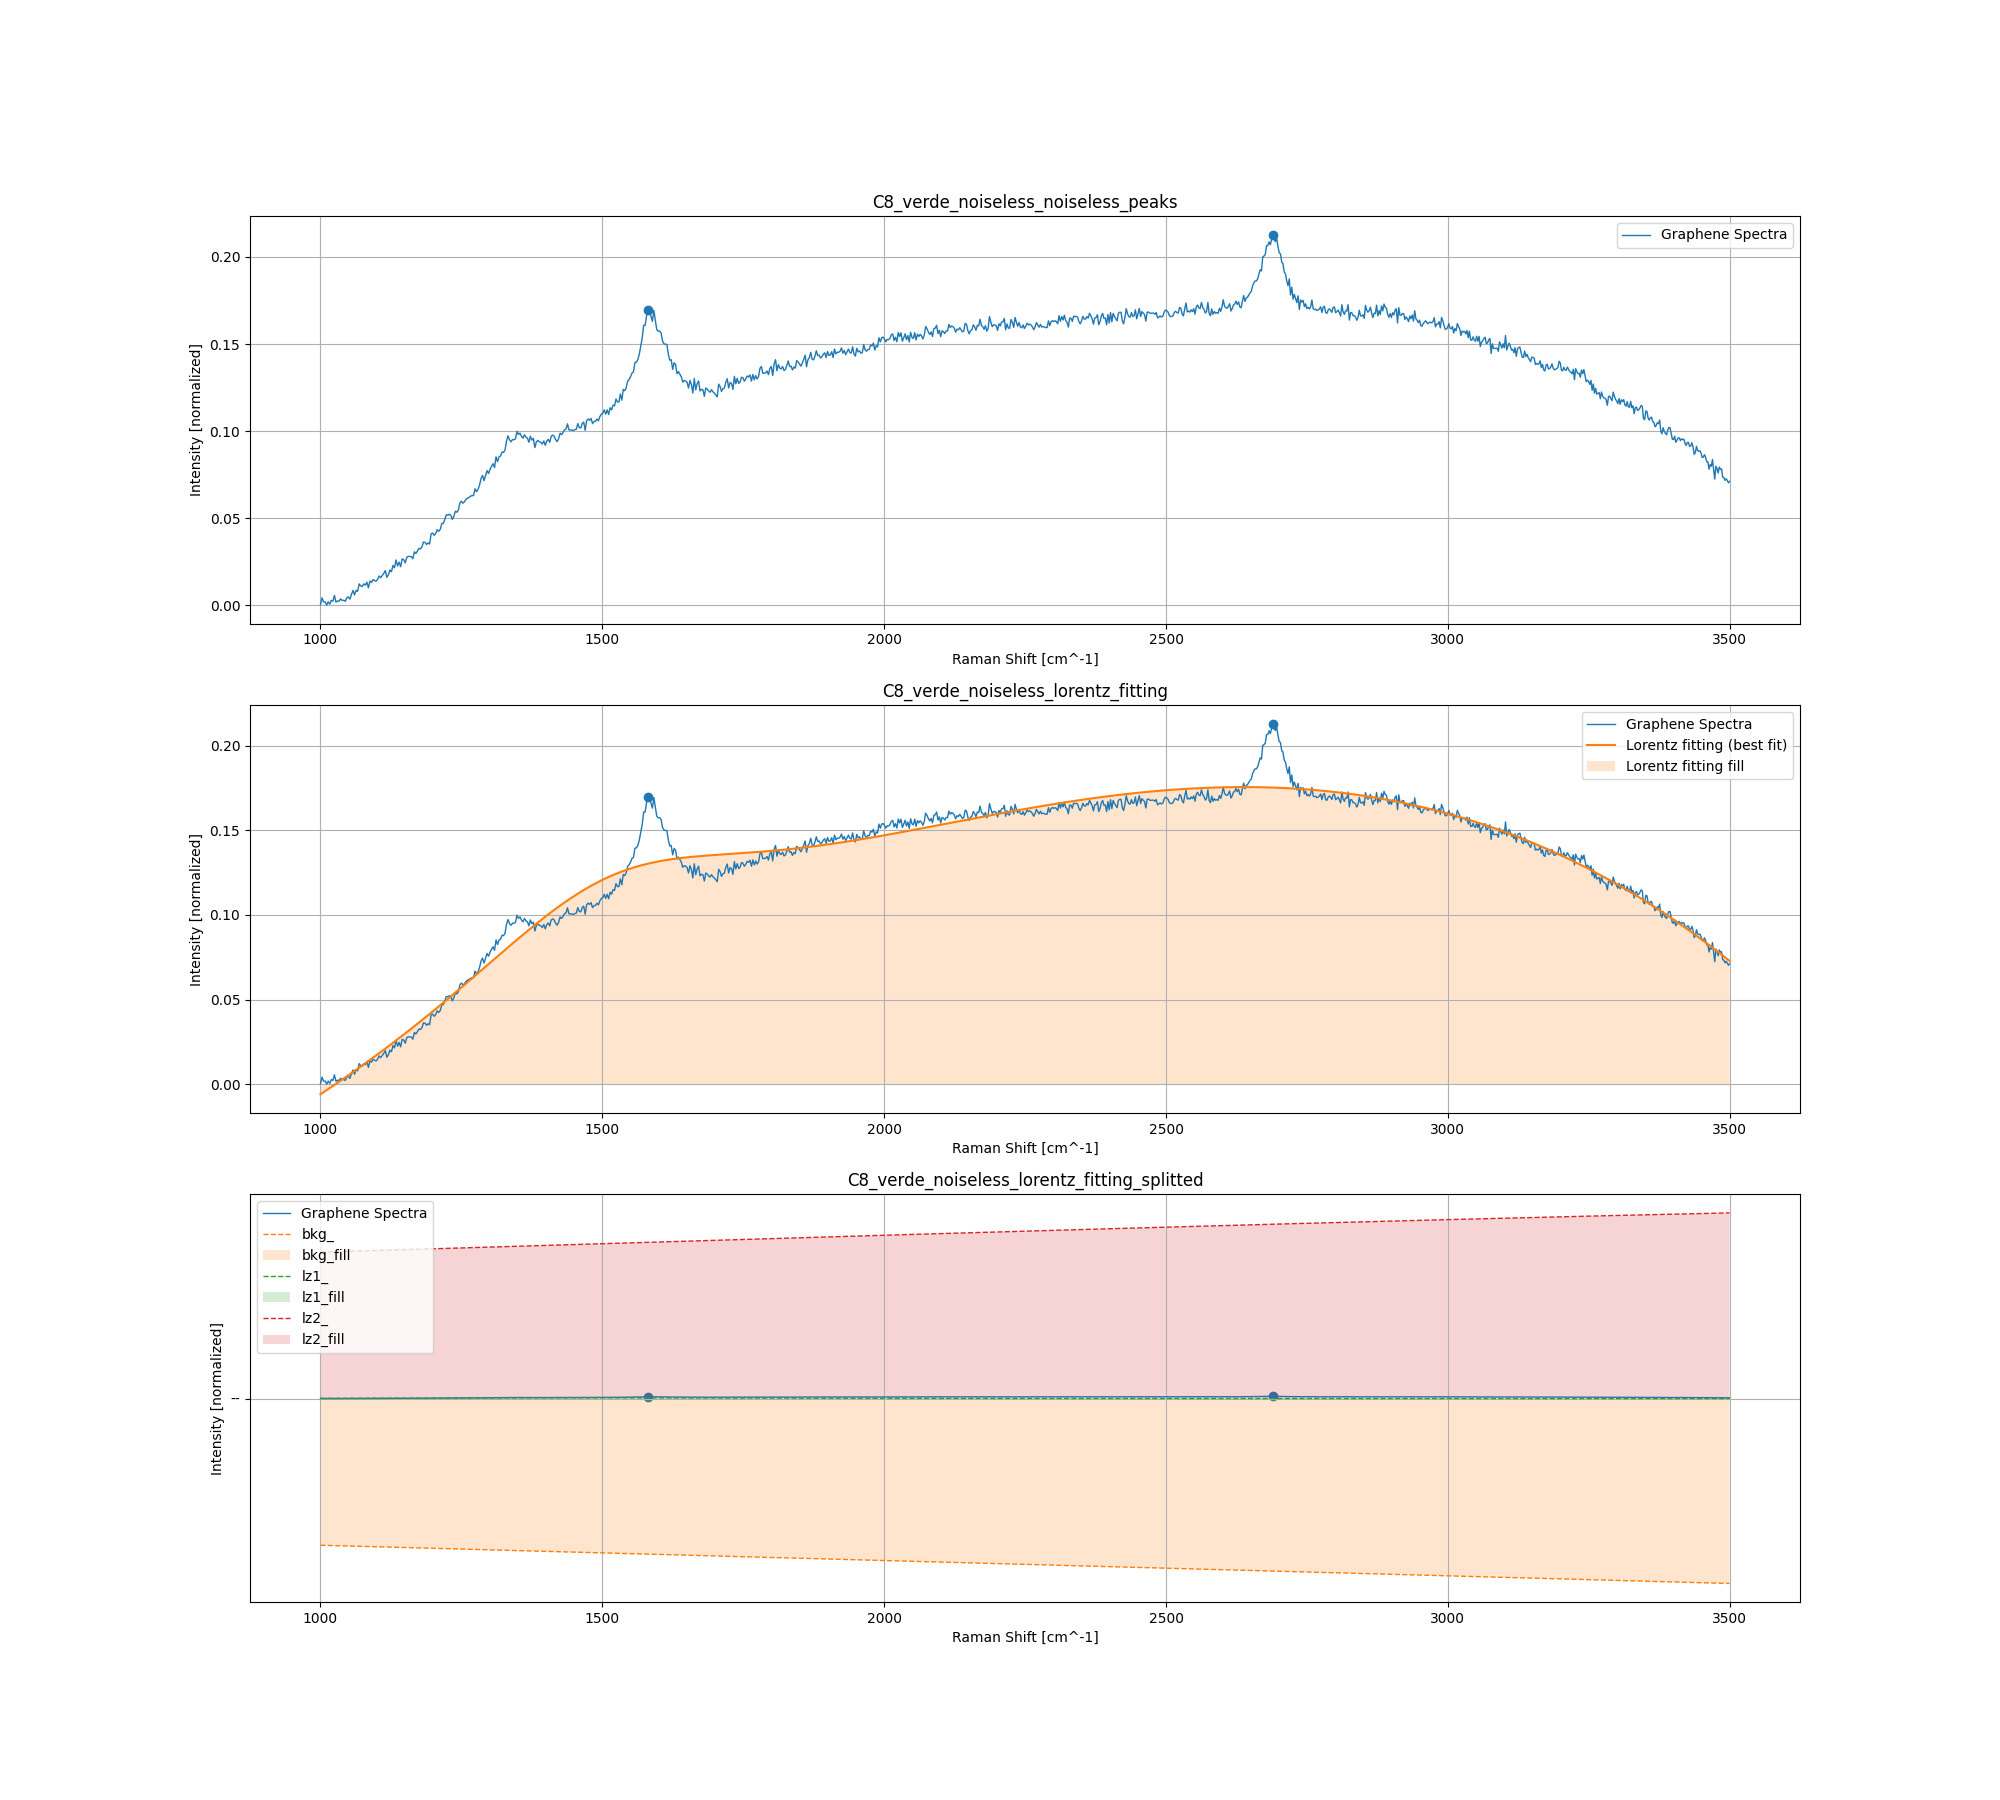 C8_verde_noiseless_noiseless_peaks
Graphene Spectra
Intensity [normalized]
0.20
0.15
0.10
0.05
0.00
1000 1500 2000 2500 3000 3500
Raman Shift [cm^-1]
C8_verde_noiseless_lorentz_fitting
Graphene Spectra
Lorentz fitting (best fit)
Lorentz fitting fill
Intensity [normalized]
0.20
0.15
0.10
0.05
0.00
1000 1500 2000 2500 3000 3500
Raman Shift [cm^-1]
C8_verde_noiseless_lorentz_fitting_splitted
Graphene Spectra
bkg_
bkg_fill
lz1_
lz1_fill
lz2_
lz2_fill
Intensity [normalized]
--
1000 1500 2000 2500 3000 3500
Raman Shift [cm^-1]